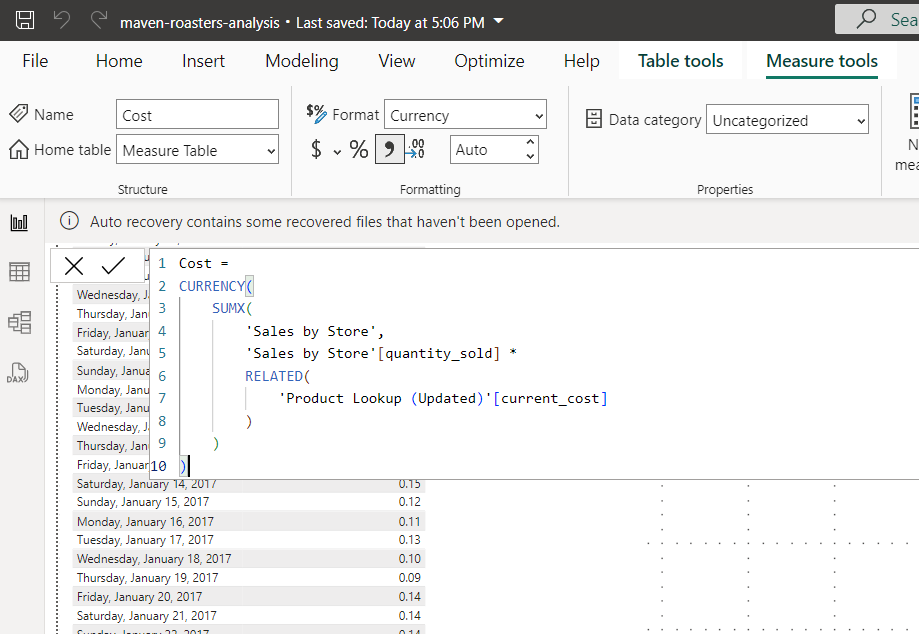 maven-roasters-analysis • Last saved: Today at 5:06 PM
Sea
File Home Insert Modeling View Optimize Help Table tools Measure tools
Name Cost
Home table Measure Table
Structure
$% Format Currency
$ % , .00 Auto
Formatting
Data category Uncategorized
Properties
N
mea
Auto recovery contains some recovered files that haven't been opened.
DAX
1 Cost =
2 CURRENCY(
3 SUMX(
4 'Sales by Store',
5 'Sales by Store'[quantity_sold] *
6 RELATED(
7 'Product Lookup (Updated)'[current_cost]
8 )
9 )
10 )
Wednesday, J
Thursday, Jan
Friday, Januar
Saturday, Janu
Sunday, Janua
Monday, Janu
Tuesday, Janu
Wednesday, J
Thursday, Jan
Friday, Januar
Saturday, January 14, 2017 0.15
Sunday, January 15, 2017 0.12
Monday, January 16, 2017 0.11
Tuesday, January 17, 2017 0.13
Wednesday, January 18, 2017 0.10
Thursday, January 19, 2017 0.09
Friday, January 20, 2017 0.14
Saturday, January 21, 2017 0.14
Sunday, January 22, 2017 0.14